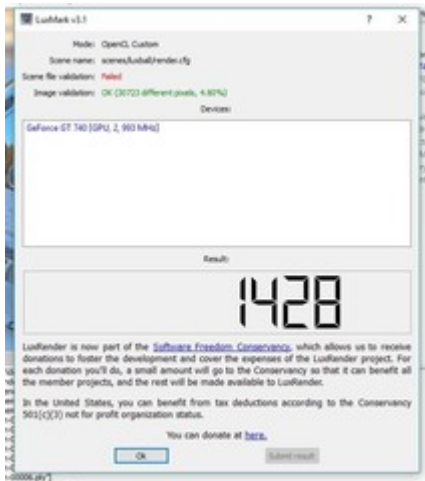 LuxMark v3.1
? X
Mode: OpenCL Custom
Scene name: scenes/luxball/render.cfg
Scene file validation: Failed
Image validation: OK (30723 different pixels, 4.80%)
Devices:
GeForce GT 740 [GPU, 2, 993 MHz]
Result:
1428
LuxRender is now part of the Software Freedom Conservancy, which allows us to receive
donations to foster the development and cover the expenses of the LuxRender project. For
each donation you'll do, a small amount will go to the Conservancy so that it can benefit all
the member projects, and the rest will be made available to LuxRender.
In the United States, you can benefit from tax deductions according to the Conservancy
501(c)(3) not for profit organization status.
You can donate at here.
Ok
Submit result
00006.ply"]